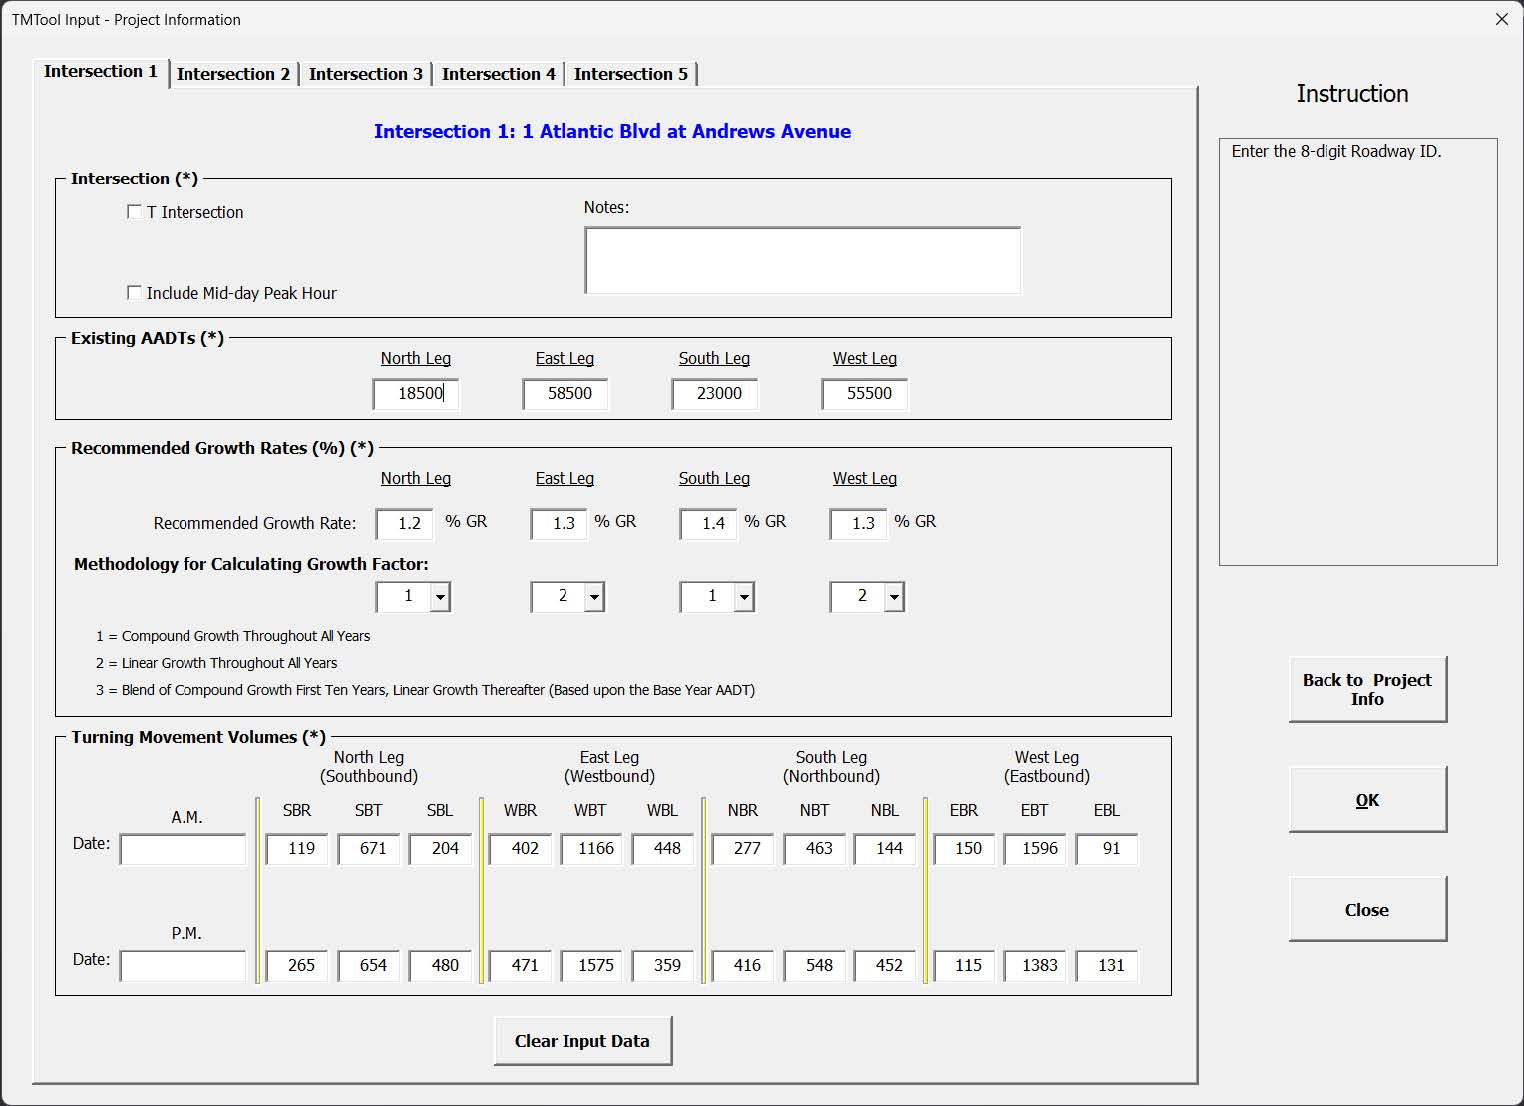 TMTool Input - Project Information
Intersection 1 Intersection 2 Intersection 3 Intersection 4 Intersection 5
Instruction
Intersection 1: 1 Atlantic Blvd at Andrews Avenue
Enter the 8-digit Roadway ID.
Intersection (*)
T Intersection
Notes:
Include Mid-day Peak Hour
Existing AADTs (*)
North Leg East Leg South Leg West Leg
18500 58500 23000 55500
Recommended Growth Rates (%) (*)
North Leg East Leg South Leg West Leg
Recommended Growth Rate: 1.2 % GR 1.3 % GR 1.4 % GR 1.3 % GR
Methodology for Calculating Growth Factor:
1 2 1 2
1 = Compound Growth Throughout All Years
2 = Linear Growth Throughout All Years
3 = Blend of Compound Growth First Ten Years, Linear Growth Thereafter (Based upon the Base Year AADT)
Back to Project
Info
Turning Movement Volumes (*)
North Leg East Leg South Leg West Leg
(Southbound) (Westbound) (Northbound) (Eastbound)
A.M. SBR SBT SBL WBR WBT WBL NBR NBT NBL EBR EBT EBL
Date: 119 671 204 402 1166 448 277 463 144 150 1596 91
OK
P.M.
Date: 265 654 480 471 1575 359 416 548 452 115 1383 131
Close
Clear Input Data